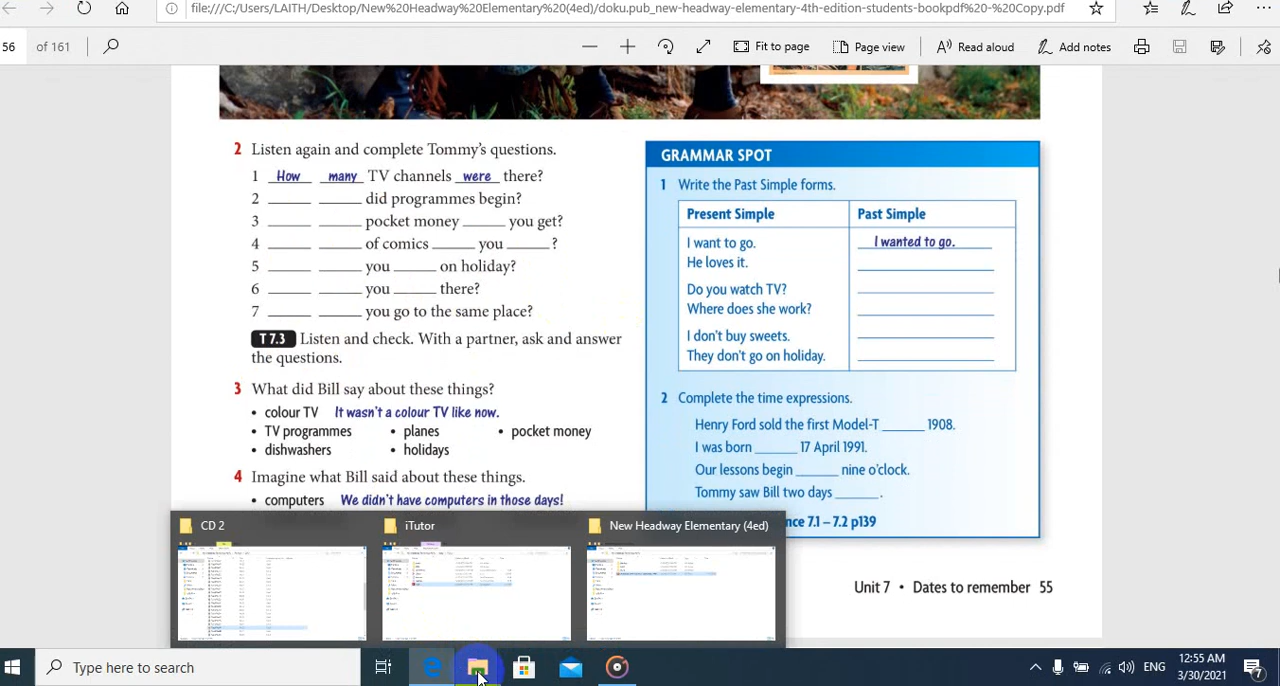 file:///C:/Users/LAITH/Desktop/New%20Headway%20Elementary%20(4ed)/doku.pub_new-headway-elementary-4th-edition-students-bookpdf%20-%20Copy.pdf
56 of 161
Fit to page
Page view
Read aloud
Add notes
2 Listen again and complete Tommy's questions.
1 How many TV channels were there?
2 ______ ______ did programmes begin?
3 ______ ______ pocket money ______ you get?
4 ______ ______ of comics ______ you ______?
5 ______ ______ you ______ on holiday?
6 ______ ______ you ______ there?
7 ______ ______ you go to the same place?
T 7.3 Listen and check. With a partner, ask and answer
the questions.
3 What did Bill say about these things?
• colour TV It wasn't a colour TV like now.
• TV programmes • planes • pocket money
• dishwashers • holidays
4 Imagine what Bill said about these things.
• computers We didn't have computers in those days!
GRAMMAR SPOT
1 Write the Past Simple forms.
Present Simple Past Simple
I want to go. I wanted to go.
He loves it.
Do you watch TV?
Where does she work?
I don't buy sweets.
They don't go on holiday.
2 Complete the time expressions.
Henry Ford sold the first Model-T ______ 1908.
I was born ______ 17 April 1991.
Our lessons begin ______ nine o'clock.
Tommy saw Bill two days ______.
nce 7.1 – 7.2 p139
Unit 7 • Dates to remember 55
CD 2
iTutor
New Headway Elementary (4ed)
Type here to search
ENG
12:55 AM
3/30/2021
7